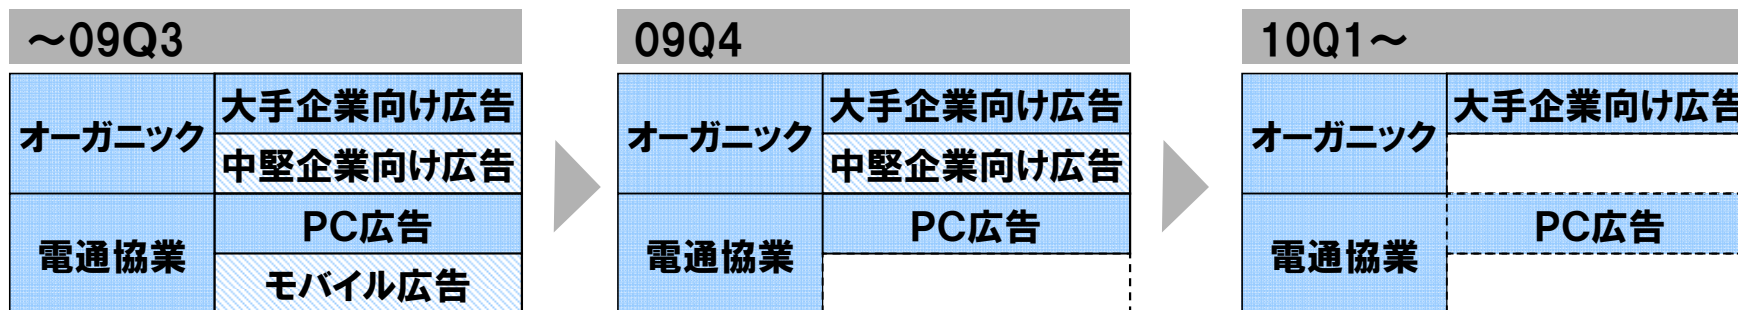 ～09Q3
オーガニック
大手企業向け広告
中堅企業向け広告
電通協業
PC広告
モバイル広告
09Q4
オーガニック
大手企業向け広告
中堅企業向け広告
電通協業
PC広告
10Q1～
オーガニック
大手企業向け広告
電通協業
PC広告